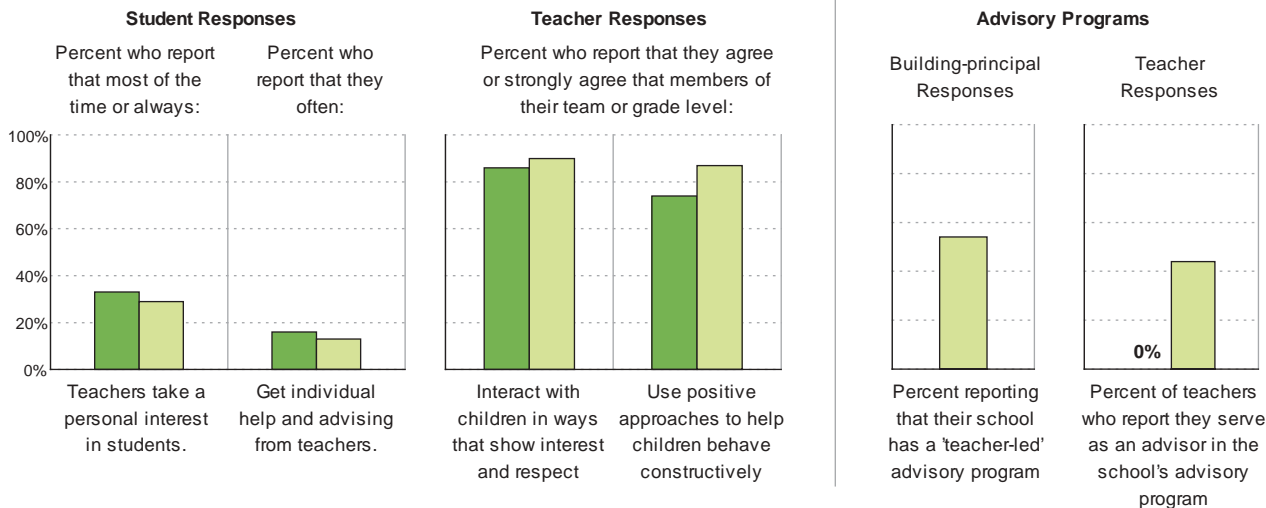 Student Responses
Percent who report
that most of the
time or always:
Percent who
report that they
often:
Teacher Responses
Percent who report that they agree
or strongly agree that members of
their team or grade level:
Advisory Programs
Building-principal
Responses
Teacher
Responses
100%
80%
60%
40%
20%
0%
0%
Teachers take a
personal interest
in students.
Get individual
help and advising
from teachers.
Interact with
children in ways
that show interest
and respect
Use positive
approaches to help
children behave
constructively
Percent reporting
that their school
has a 'teacher-led'
advisory program
Percent of teachers
who report they serve
as an advisor in the
school's advisory
program